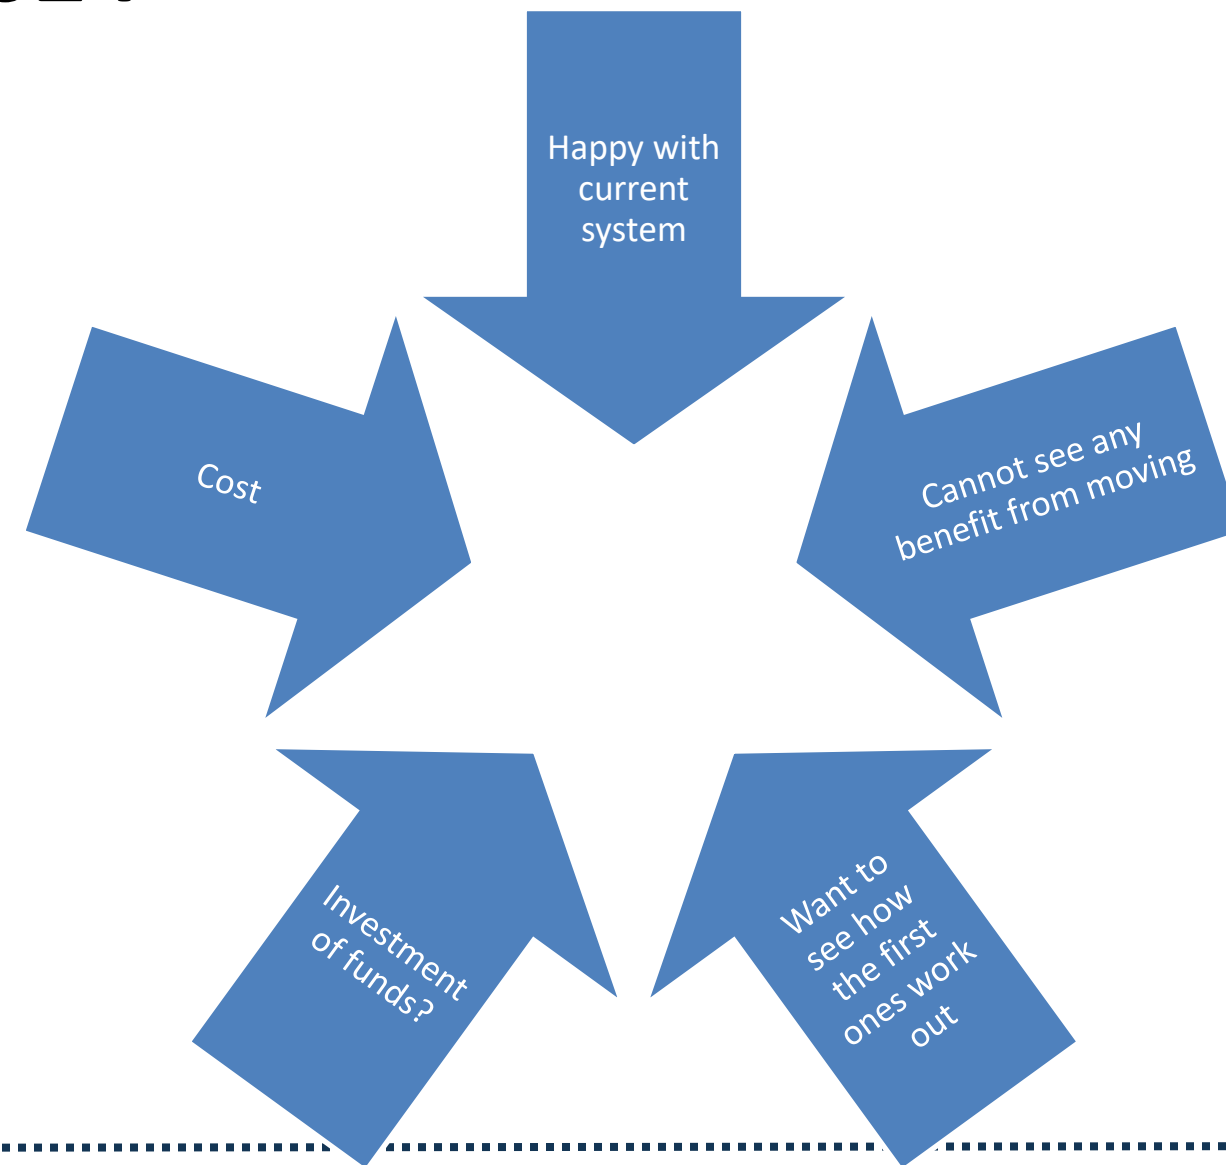 Happy with
current
system
Cannot see any
benefit from moving
Want to
see how
the first
ones work
out
Investment
of funds?
Cost